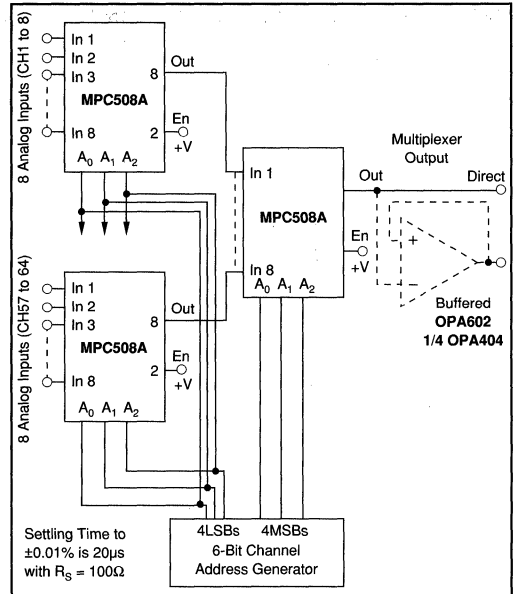 8 Analog Inputs (CH1 to 8)
In 1
In 2
In 3
In 8
8
Out
MPC508A
2
En
+V
A0 A1 A2
In 1
In 8
MPC508A
A0 A1 A2
Out
En
+V
Multiplexer
Output
Direct
+
–
Buffered
OPA602
1/4 OPA404
8 Analog Inputs (CH57 to 64)
In 1
In 2
In 3
In 8
8
Out
MPC508A
2
En
+V
A0 A1 A2
Settling Time to
±0.01% is 20µs
with RS = 100Ω
4LSBs 4MSBs
6-Bit Channel
Address Generator